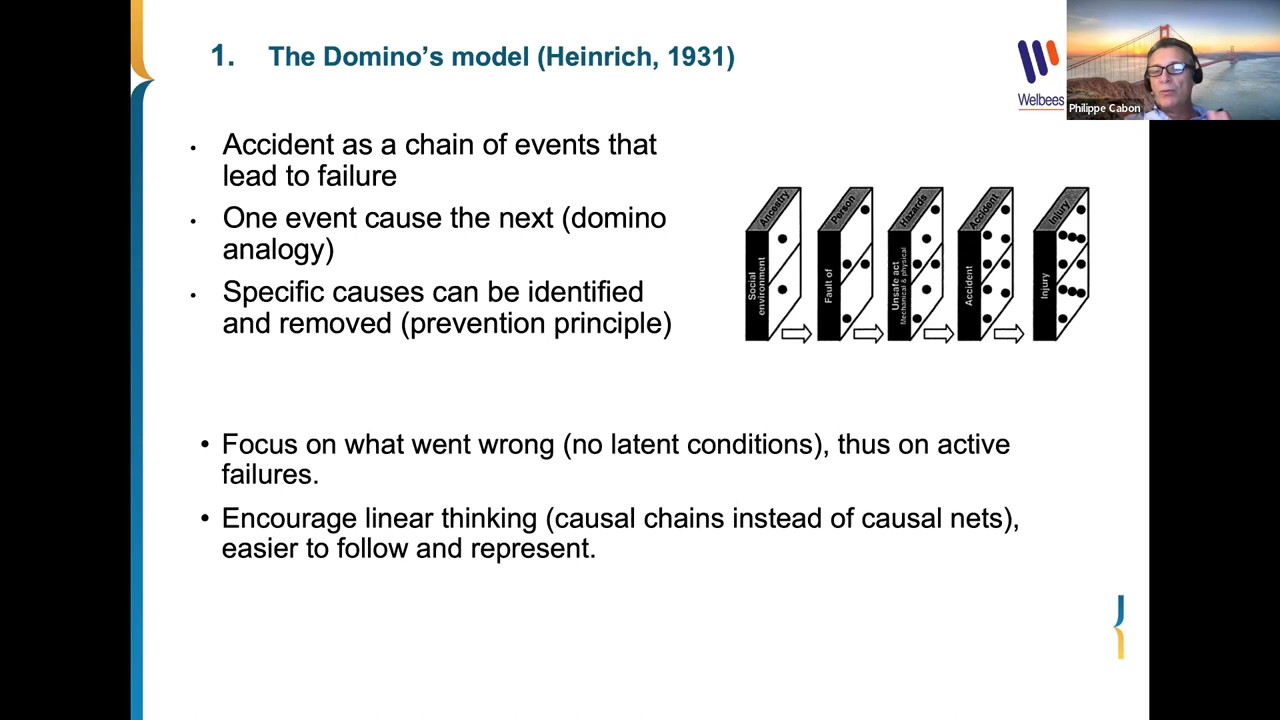 1. The Domino's model (Heinrich, 1931)
Welbees
Philippe Cabon
• Accident as a chain of events that
lead to failure
• One event cause the next (domino
analogy)
• Specific causes can be identified
and removed (prevention principle)
Ancestry
Social
environment
Person
Fault of
Hazards
Unsafe act
Mechanical & physical
Accident
Accident
Injury
Injury
• Focus on what went wrong (no latent conditions), thus on active
failures.
• Encourage linear thinking (causal chains instead of causal nets),
easier to follow and represent.